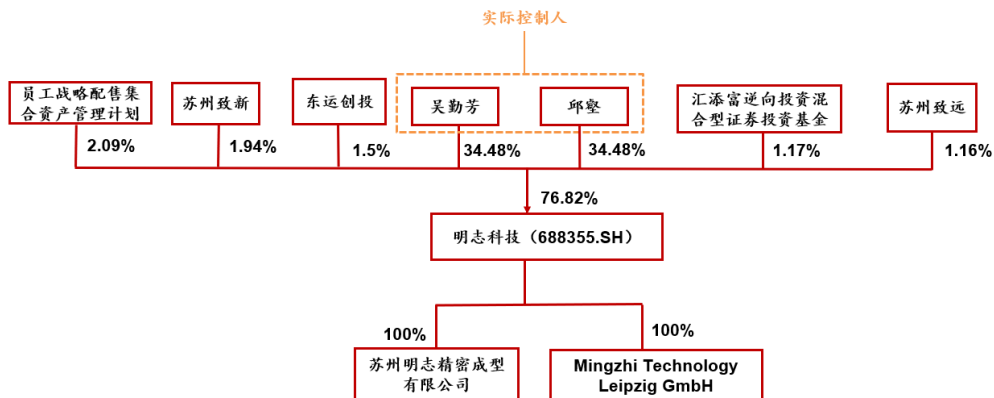 实际控制人
员工战略配售集
合资产管理计划
苏州致新
东运创投
吴勤芳
邱壑
汇添富逆向投资混
合型证券投资基金
苏州致远
2.09%
1.94%
1.5%
34.48%
34.48%
1.17%
1.16%
76.82%
明志科技（688355.SH）
100%
100%
苏州明志精密成型
有限公司
Mingzhi Technology
Leipzig GmbH